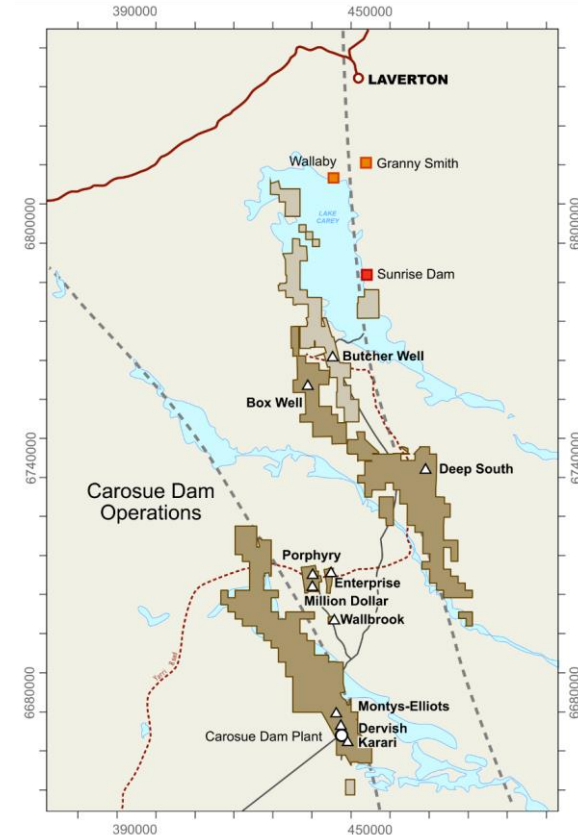 390000
450000
LAVERTON
Wallaby
Granny Smith
6800000
LAKE
CAREY
6800000
Sunrise Dam
Butcher Well
Box Well
6740000
Deep South
6740000
Carosue Dam
Operations
Porphyry
Enterprise
Million Dollar
Wallbrook
6680000
6680000
Montys-Elliots
Dervish
Carosue Dam Plant
Karari
390000
450000